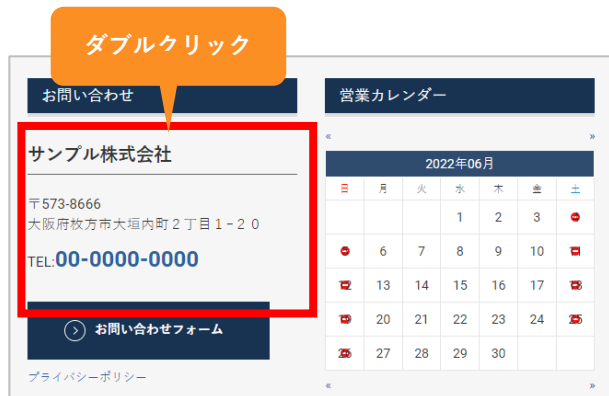 ダブルクリック
お問い合わせ
サンプル株式会社
〒573-8666
大阪府枚方市大垣内町2丁目1-20
TEL:00-0000-0000
お問い合わせフォーム
プライバシーポリシー
営業カレンダー
« »
2022年06月
日 月 火 水 木 金 土
1 2 3
6 7 8 9 10
13 14 15 16 17
20 21 22 23 24
27 28 29 30
« »